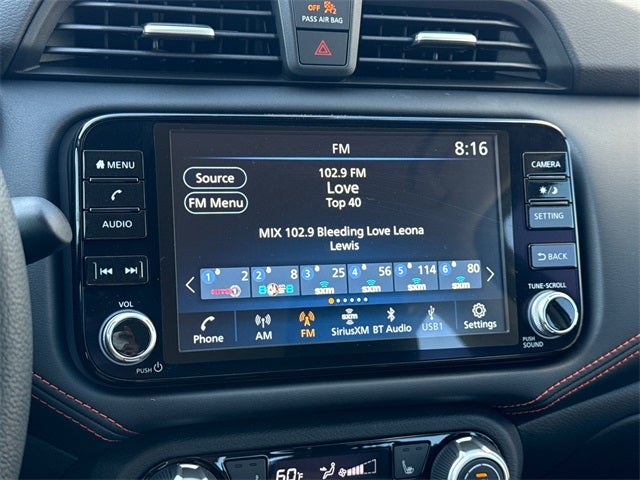 OFF
PASS AIR BAG
FM
8:16
MENU
AUDIO
VOL
PUSH
Source
FM Menu
102.9 FM
Love
Top 40
MIX 102.9 Bleeding Love Leona
Lewis
1 2
2 8
3 25
4 56
5 114
6 80
sxm
sxm
sxm
sxm
Phone
AM
FM
sxm
SiriusXM
BT Audio
USB1
Settings
CAMERA
SETTING
BACK
TUNE·SCROLL
PUSH
SOUND
60°F